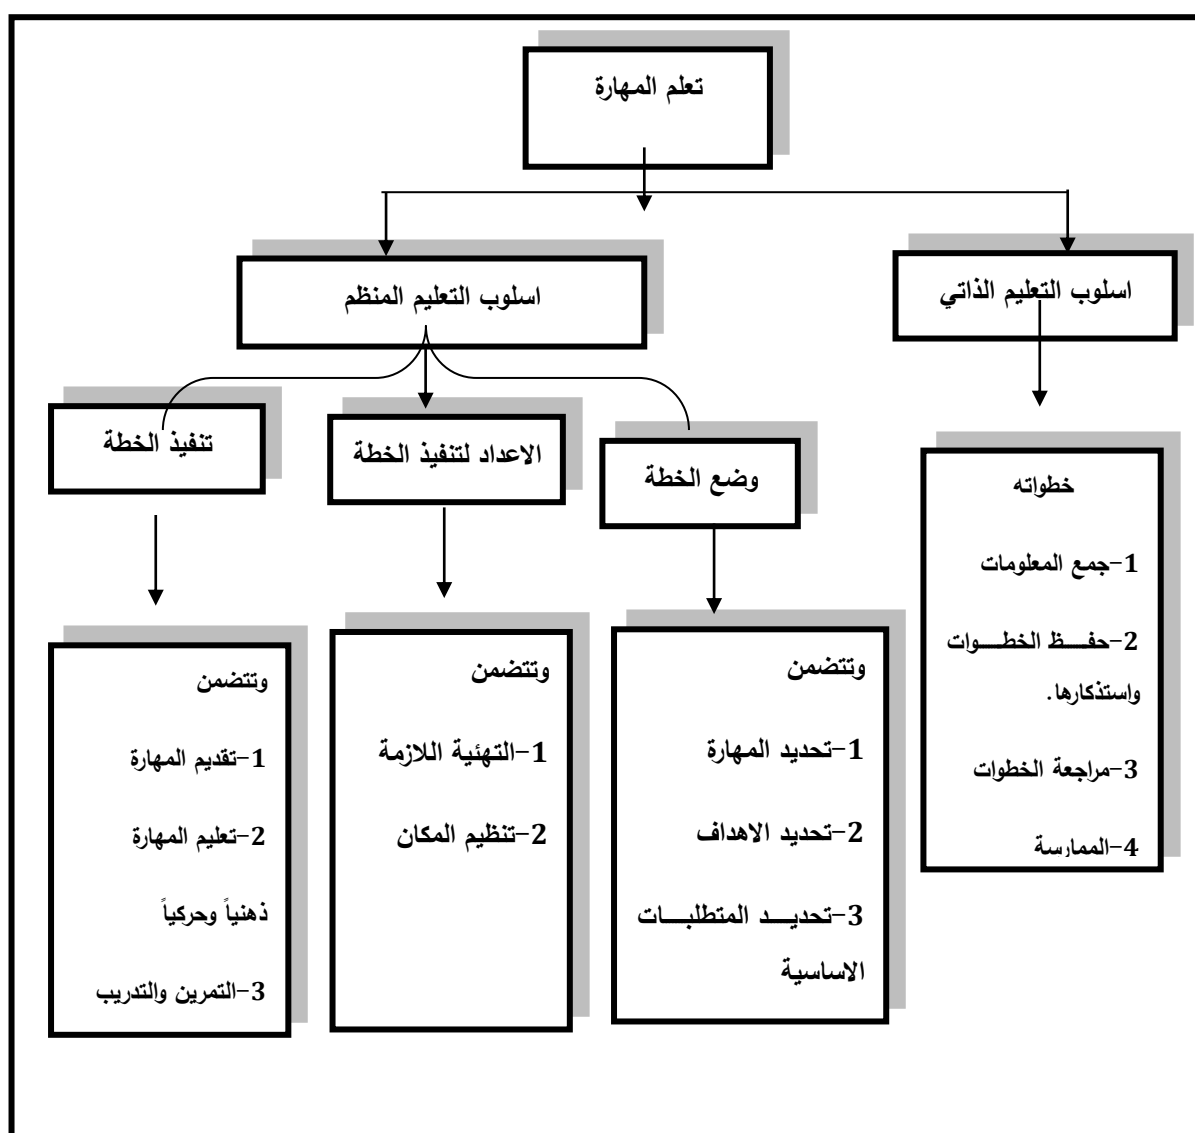 تعلم المهارة
اسلوب التعليم الذاتي
اسلوب التعليم المنظم
خطواته
1-جمع المعلومات
2-حفظ الخطوات
واستذكارها.
3-مراجعة الخطوات
4-الممارسة
وضع الخطة
الاعداد لتنفيذ الخطة
تنفيذ الخطة
وتتضمن
1-تحديد المهارة
2-تحديد الاهداف
3-تحديد المتطلبات
الاساسية
وتتضمن
1-التهئية اللازمة
2-تنظيم المكان
وتتضمن
1-تقديم المهارة
2-تعليم المهارة
ذهنياً وحركياً
3-التمرين والتدريب